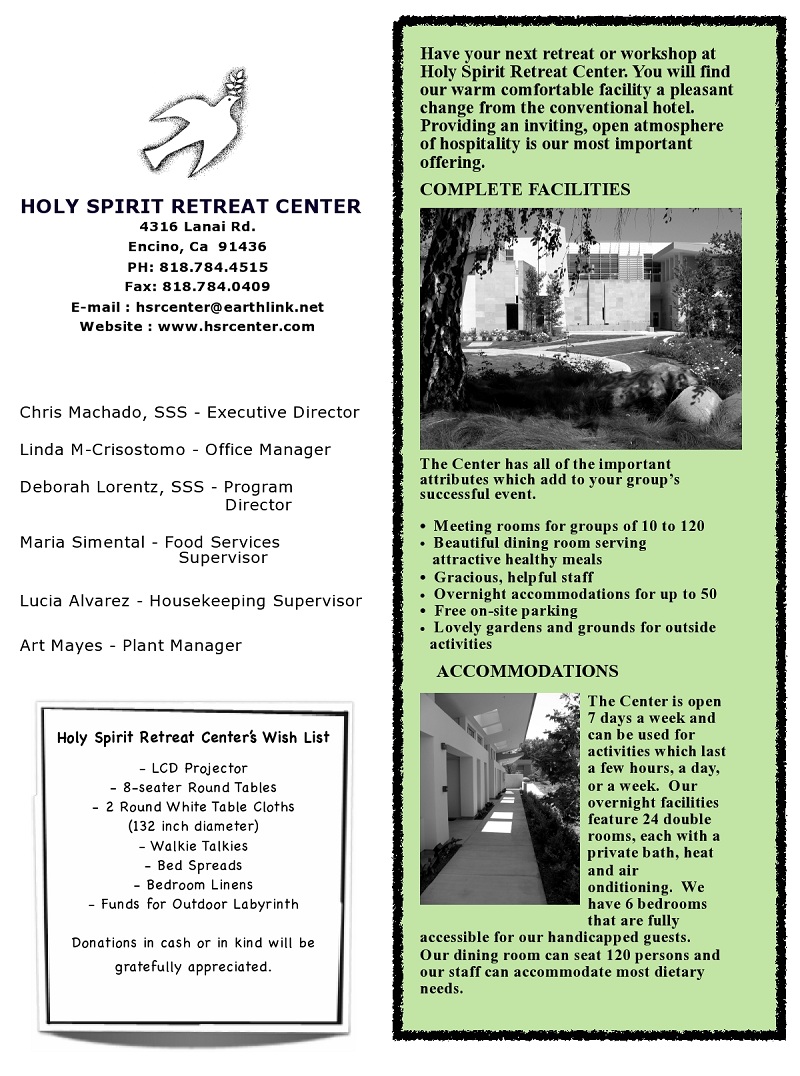 HOLY SPIRIT RETREAT CENTER
4316 Lanai Rd.
Encino, Ca 91436
PH: 818.784.4515
Fax: 818.784.0409
E-mail : hsrcenter@earthlink.net
Website : www.hsrcenter.com
Chris Machado, SSS - Executive Director
Linda M-Crisostomo - Office Manager
Deborah Lorentz, SSS - Program
Director
Maria Simental - Food Services
Supervisor
Lucia Alvarez - Housekeeping Supervisor
Art Mayes - Plant Manager
Holy Spirit Retreat Center's Wish List
- LCD Projector
- 8-seater Round Tables
- 2 Round White Table Cloths
(132 inch diameter)
- Walkie Talkies
- Bed Spreads
- Bedroom Linens
- Funds for Outdoor Labyrinth
Donations in cash or in kind will be
gratefully appreciated.
Have your next retreat or workshop at
Holy Spirit Retreat Center. You will find
our warm comfortable facility a pleasant
change from the conventional hotel.
Providing an inviting, open atmosphere
of hospitality is our most important
offering.
COMPLETE FACILITIES
The Center has all of the important
attributes which add to your group's
successful event.
• Meeting rooms for groups of 10 to 120
• Beautiful dining room serving
attractive healthy meals
• Gracious, helpful staff
• Overnight accommodations for up to 50
• Free on-site parking
• Lovely gardens and grounds for outside
activities
ACCOMMODATIONS
The Center is open
7 days a week and
can be used for
activities which last
a few hours, a day,
or a week. Our
overnight facilities
feature 24 double
rooms, each with a
private bath, heat
and air
onditioning. We
have 6 bedrooms
that are fully
accessible for our handicapped guests.
Our dining room can seat 120 persons and
our staff can accommodate most dietary
needs.